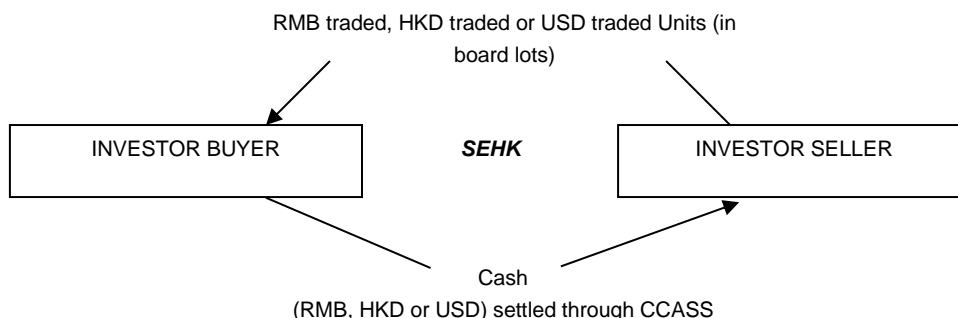 RMB traded, HKD traded or USD traded Units (in
board lots)
INVESTOR BUYER
SEHK
INVESTOR SELLER
Cash
(RMB, HKD or USD) settled through CCASS